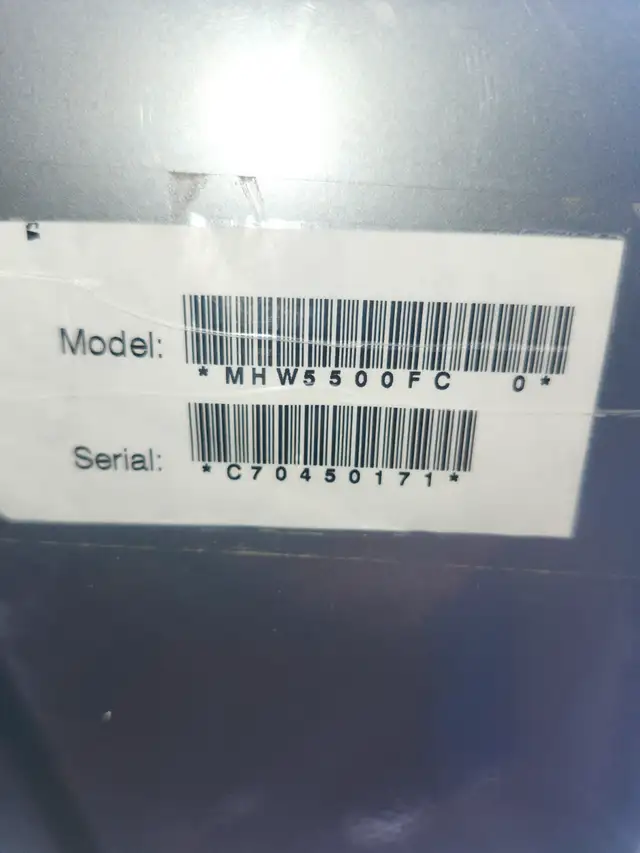 Model:
*MHW5500FC 0*
Serial:
*C70450171*